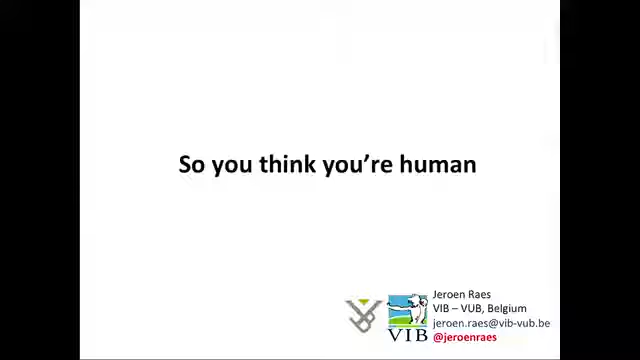 So you think you're human
Jeroen Raes
VIB – VUB, Belgium
jeroen.raes@vib-vub.be
VIB
@jeroenraes